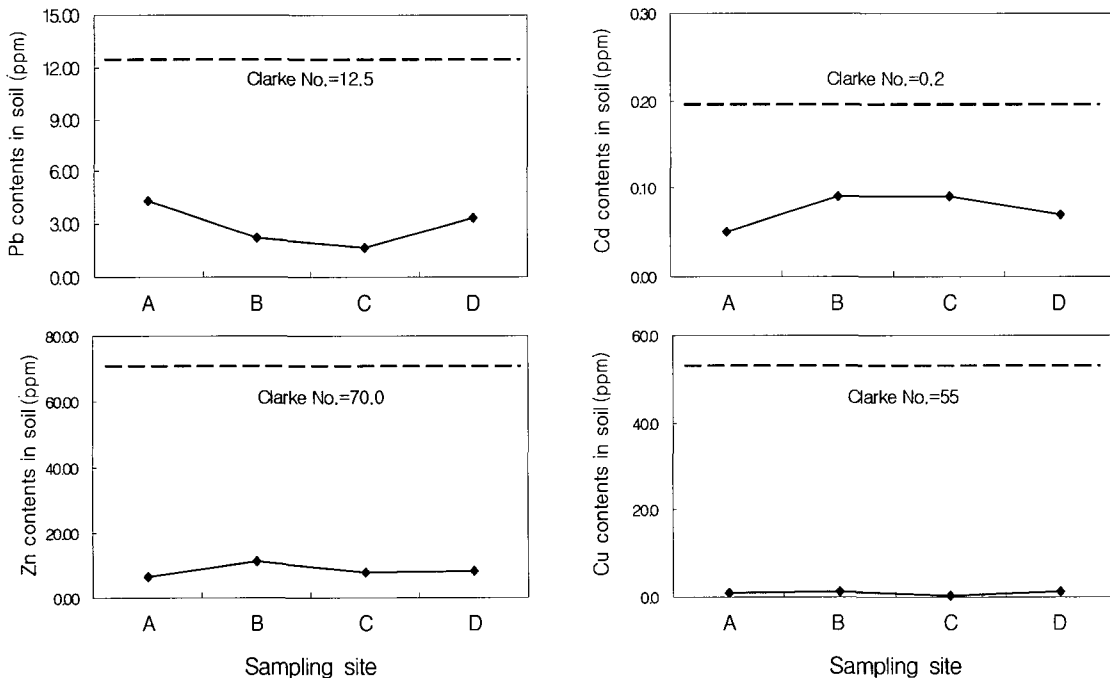 Pb contents in soil (ppm)
15.00
12.00
9.00
6.00
3.00
0.00
Clarke No.=12.5
A B C D
Cd contents in soil (ppm)
0.30
0.20
0.10
0.00
Clarke No.=0.2
A B C D
Zn contents in soil (ppm)
80.00
60.00
40.00
20.00
0.00
Clarke No.=70.0
A B C D
Sampling site
Cu contents in soil (ppm)
60.0
40.0
20.0
0.0
Clarke No.=55
A B C D
Sampling site